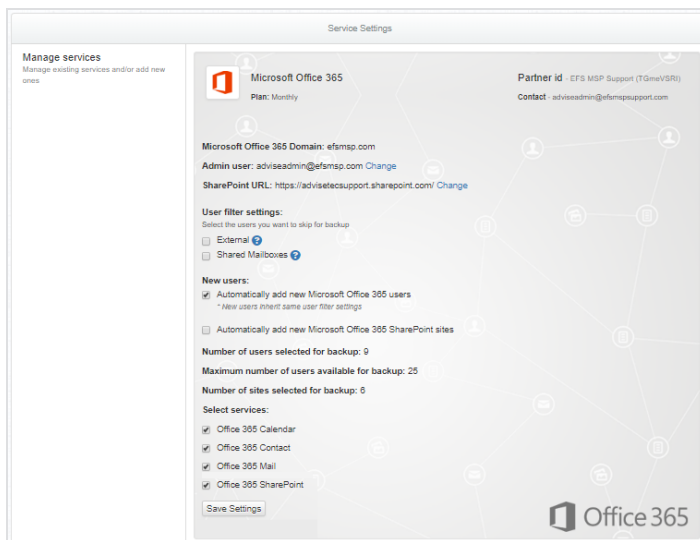 Service Settings
Manage services
Manage existing services and/or add new
ones
Microsoft Office 365
Plan: Monthly
Partner id - EFS MSP Support (TGmeVSRI)
Contact - adviseadmin@efsmspsupport.com
Microsoft Office 365 Domain: efsmsp.com
Admin user: adviseadmin@efsmsp.com Change
SharePoint URL: https://advisetecsupport.sharepoint.com/ Change
User filter settings:
Select the users you want to skip for backup
External ?
Shared Mailboxes ?
New users:
Automatically add new Microsoft Office 365 users
* New users inherit same user filter settings
Automatically add new Microsoft Office 365 SharePoint sites
Number of users selected for backup: 9
Maximum number of users available for backup: 25
Number of sites selected for backup: 6
Select services:
Office 365 Calendar
Office 365 Contact
Office 365 Mail
Office 365 SharePoint
Save Settings
Office 365